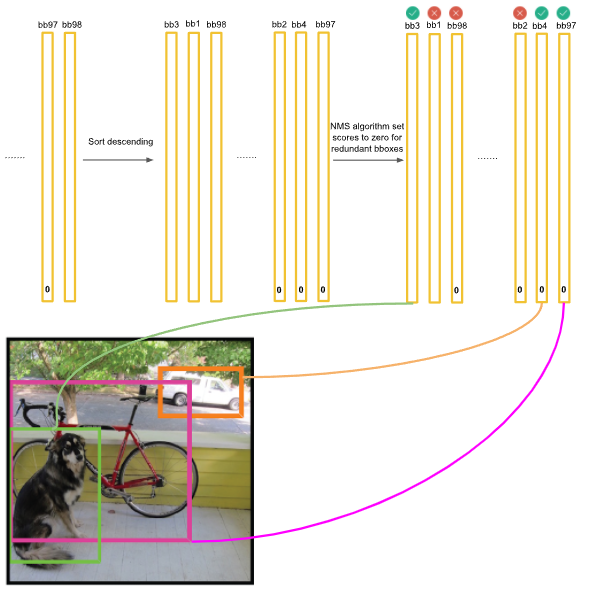 bb97 bb98
bb3 bb1 bb98
bb2 bb4 bb97
bb3 bb1 bb98
bb2 bb4 bb97
.......
Sort descending
.......
NMS algorithm set
scores to zero for
redundant bboxes
.......
0
0 0 0
0
0 0 0